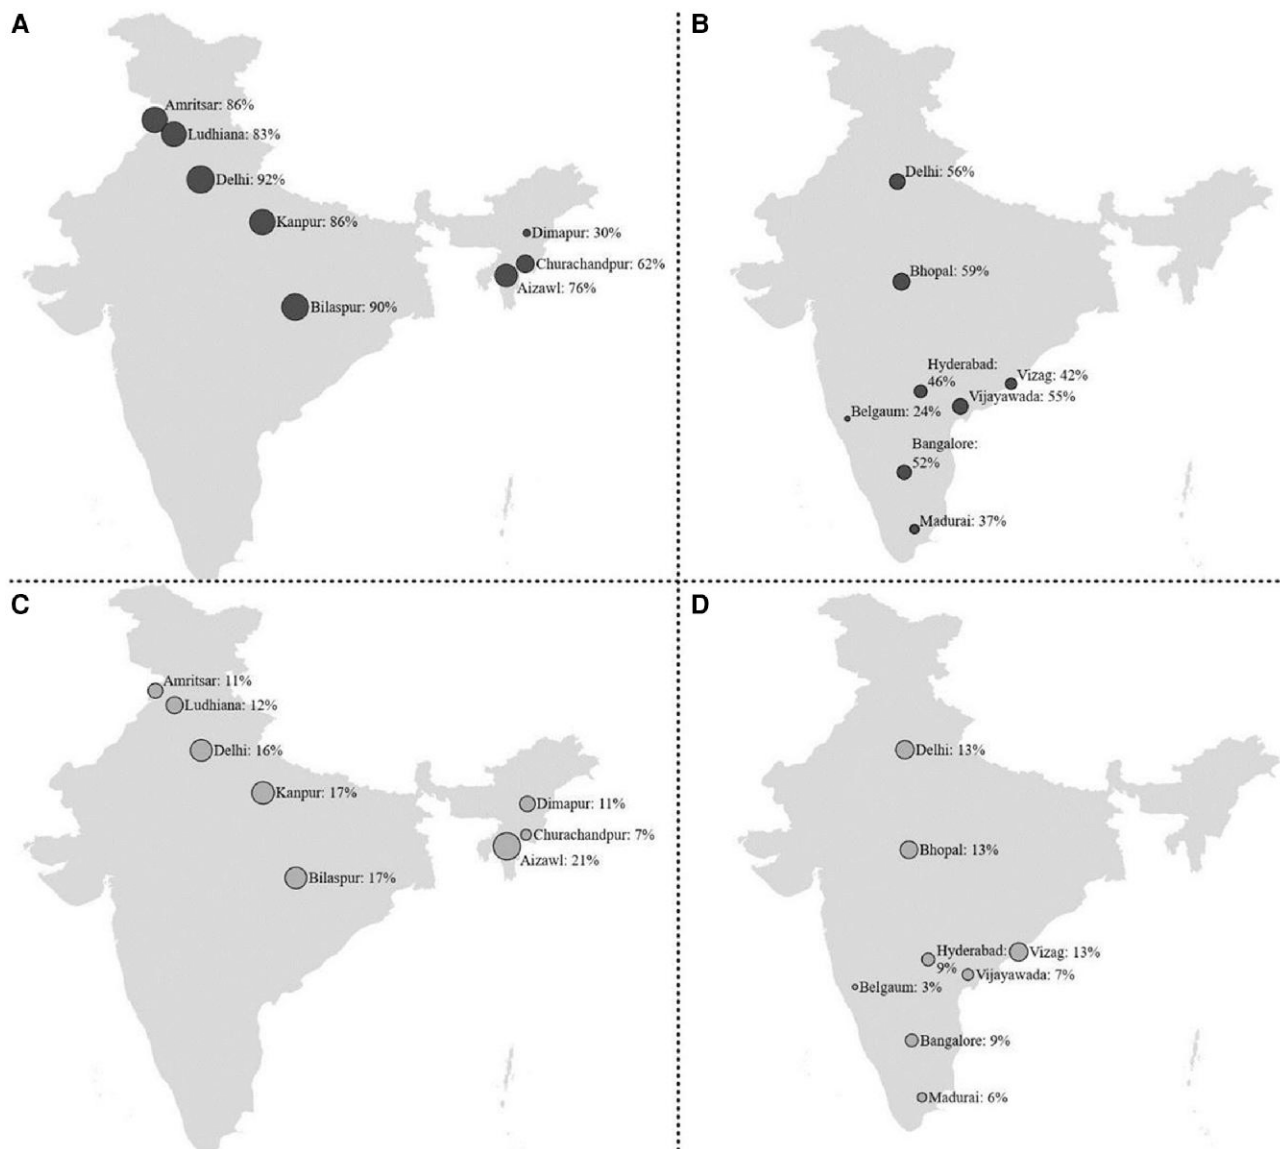 A
Amritsar: 86%
Ludhiana: 83%
Delhi: 92%
Kanpur: 86%
Dimapur: 30%
Churachandpur: 62%
Aizawl: 76%
Bilaspur: 90%
B
Delhi: 56%
Bhopal: 59%
Hyderabad:
46%
Vizag: 42%
Vijayawada: 55%
Belgaum: 24%
Bangalore:
52%
Madurai: 37%
C
Amritsar: 11%
Ludhiana: 12%
Delhi: 16%
Kanpur: 17%
Dimapur: 11%
Churachandpur: 7%
Aizawl: 21%
Bilaspur: 17%
D
Delhi: 13%
Bhopal: 13%
Hyderabad:
9%
Vizag: 13%
Vijayawada: 7%
Belgaum: 3%
Bangalore: 9%
Madurai: 6%